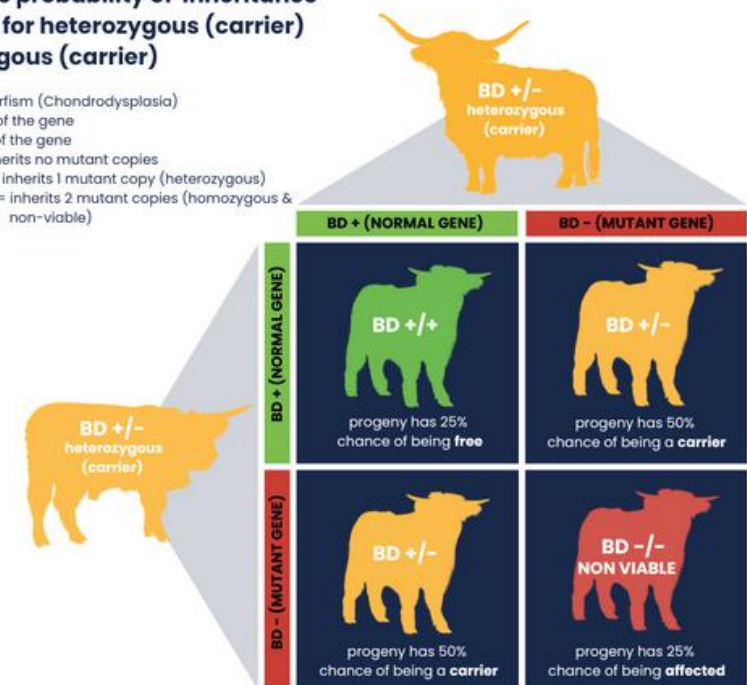 probability of inheritance
for heterozygous (carrier)
gous (carrier)
rfism (Chondrodysplasia)
of the gene
of the gene
erits no mutant copies
inherits 1 mutant copy (heterozygous)
= inherits 2 mutant copies (homozygous &
non-viable)
BD +/-
heterozygous
(carrier)
BD + (NORMAL GENE)
BD - (MUTANT GENE)
BD + (NORMAL GENE)
BD +/+
progeny has 25%
chance of being free
BD +/-
progeny has 50%
chance of being a carrier
BD +/-
heterozygous
(carrier)
BD - (MUTANT GENE)
BD +/-
progeny has 50%
chance of being a carrier
BD -/-
NON VIABLE
progeny has 25%
chance of being affected